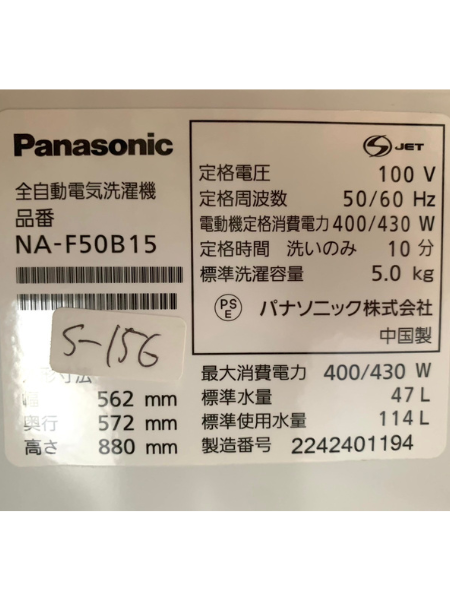 Panasonic
全自動電気洗濯機
品番
NA-F50B15
S-156
562 mm
奥行 572 mm
高さ 880 mm
S JET
定格電圧 100 V
定格周波数 50/60 Hz
電動機定格消費電力 400/430 W
定格時間 洗いのみ 10 分
標準洗濯容量 5.0 kg
PS E パナソニック株式会社
中国製
最大消費電力 400/430 W
標準水量 47 L
標準使用水量 114 L
製造番号 2242401194